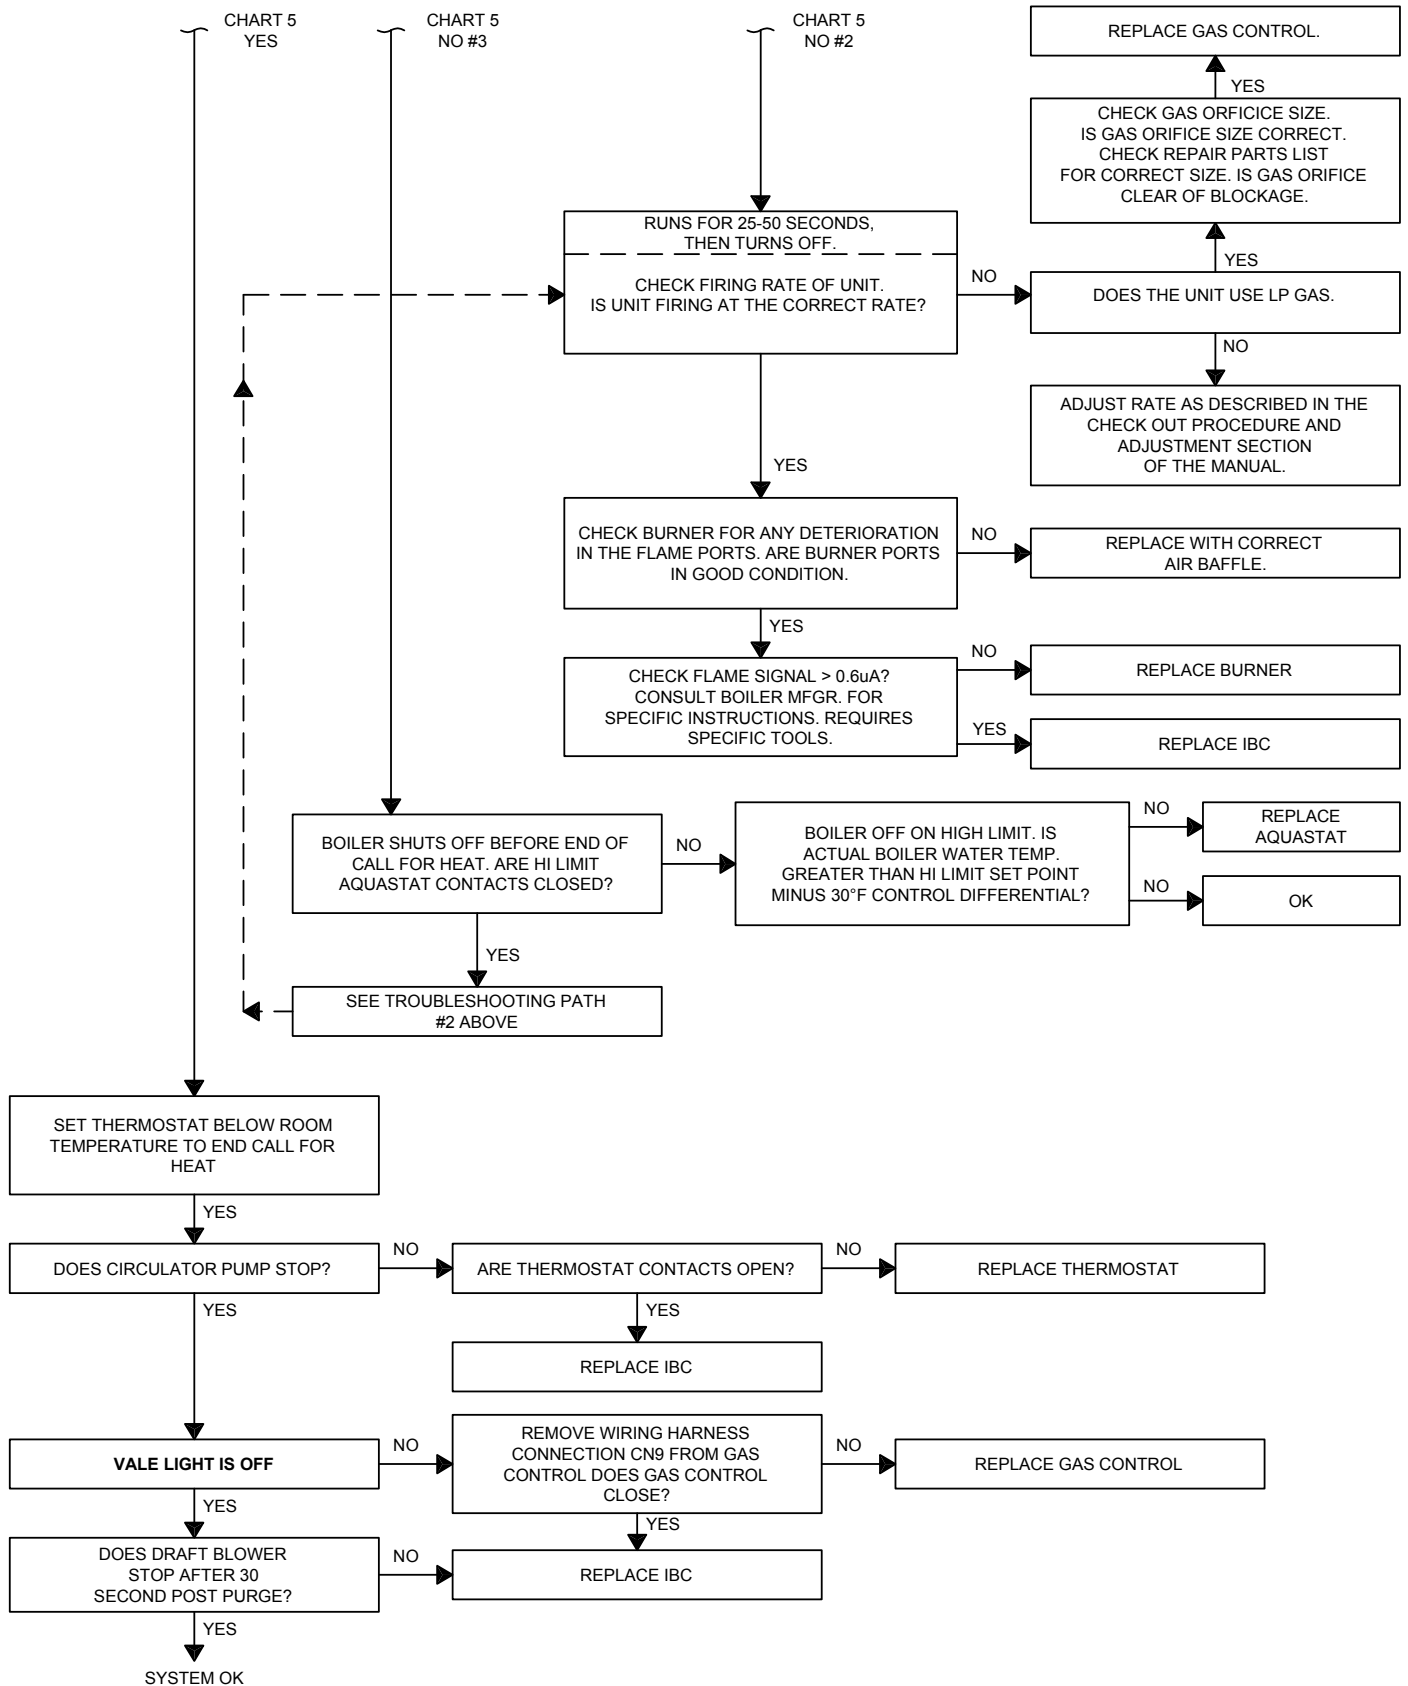 CHART 5
YES
CHART 5
NO #3
CHART 5
NO #2
REPLACE GAS CONTROL.
YES
CHECK GAS ORFICICE SIZE.
IS GAS ORIFICE SIZE CORRECT.
CHECK REPAIR PARTS LIST
FOR CORRECT SIZE. IS GAS ORIFICE
CLEAR OF BLOCKAGE.
YES
RUNS FOR 25-50 SECONDS,
THEN TURNS OFF.
CHECK FIRING RATE OF UNIT.
IS UNIT FIRING AT THE CORRECT RATE?
NO
DOES THE UNIT USE LP GAS.
NO
ADJUST RATE AS DESCRIBED IN THE
CHECK OUT PROCEDURE AND
ADJUSTMENT SECTION
OF THE MANUAL.
YES
CHECK BURNER FOR ANY DETERIORATION
IN THE FLAME PORTS. ARE BURNER PORTS
IN GOOD CONDITION.
NO
REPLACE WITH CORRECT
AIR BAFFLE.
YES
CHECK FLAME SIGNAL > 0.6uA?
CONSULT BOILER MFGR. FOR
SPECIFIC INSTRUCTIONS. REQUIRES
SPECIFIC TOOLS.
NO
REPLACE BURNER
YES
REPLACE IBC
BOILER SHUTS OFF BEFORE END OF
CALL FOR HEAT. ARE HI LIMIT
AQUASTAT CONTACTS CLOSED?
NO
BOILER OFF ON HIGH LIMIT. IS
ACTUAL BOILER WATER TEMP.
GREATER THAN HI LIMIT SET POINT
MINUS 30°F CONTROL DIFFERENTIAL?
NO
REPLACE
AQUASTAT
NO
OK
YES
SEE TROUBLESHOOTING PATH
#2 ABOVE
SET THERMOSTAT BELOW ROOM
TEMPERATURE TO END CALL FOR
HEAT
YES
DOES CIRCULATOR PUMP STOP?
NO
ARE THERMOSTAT CONTACTS OPEN?
NO
REPLACE THERMOSTAT
YES
YES
REPLACE IBC
VALE LIGHT IS OFF
NO
REMOVE WIRING HARNESS
CONNECTION CN9 FROM GAS
CONTROL DOES GAS CONTROL
CLOSE?
NO
REPLACE GAS CONTROL
YES
YES
DOES DRAFT BLOWER
STOP AFTER 30
SECOND POST PURGE?
NO
REPLACE IBC
YES
SYSTEM OK